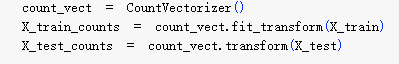 count_vect = CountVectorizer()
X_train_counts = count_vect.fit_transform(X_train)
X_test_counts = count_vect.transform(X_test)